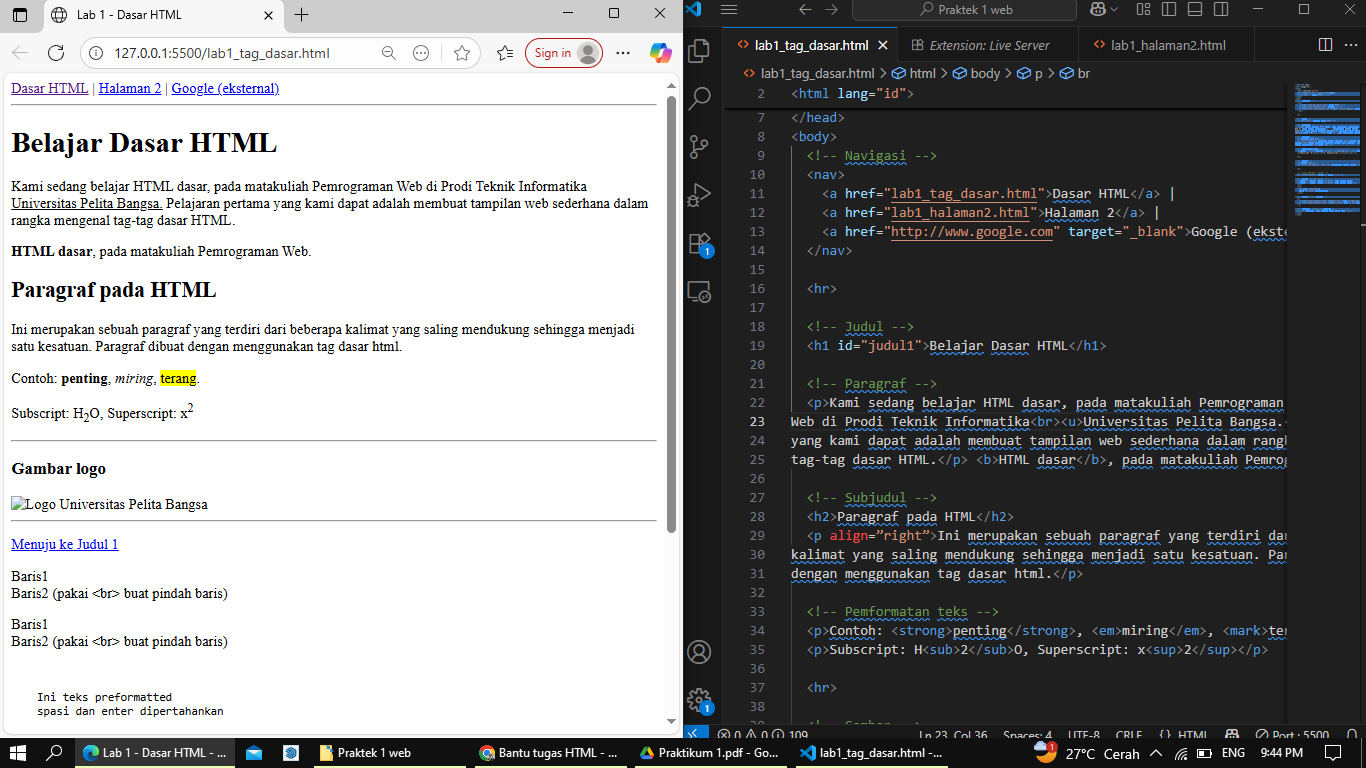 Lab 1 - Dasar HTML
127.0.0.1:5500/lab1_tag_dasar.html
Sign in
Dasar HTML | Halaman 2 | Google (eksternal)
Belajar Dasar HTML
Kami sedang belajar HTML dasar, pada matakuliah Pemrograman Web di Prodi Teknik Informatika
Universitas Pelita Bangsa. Pelajaran pertama yang kami dapat adalah membuat tampilan web sederhana dalam
rangka mengenal tag-tag dasar HTML.
HTML dasar, pada matakuliah Pemrograman Web.
Paragraf pada HTML
Ini merupakan sebuah paragraf yang terdiri dari beberapa kalimat yang saling mendukung sehingga menjadi
satu kesatuan. Paragraf dibuat dengan menggunakan tag dasar html.
Contoh: penting, miring, terang.
Subscript: H2O, Superscript: x2
Gambar logo
Logo Universitas Pelita Bangsa
Menuju ke Judul 1
Baris1
Baris2 (pakai <br> buat pindah baris)
Baris1
Baris2 (pakai <br> buat pindah baris)
Ini teks preformatted
spasi dan enter dipertahankan
Praktek 1 web
lab1_tag_dasar.html
Extension: Live Server
lab1_halaman2.html
lab1_tag_dasar.html > html > body > p > br
2 <html lang="id">
7 </head>
8 <body>
9 <!-- Navigasi -->
10 <nav>
11 <a href="lab1_tag_dasar.html">Dasar HTML</a> |
12 <a href="lab1_halaman2.html">Halaman 2</a> |
13 <a href="http://www.google.com" target="_blank">Google (ekste
14 </nav>
15
16 <hr>
17
18 <!-- Judul -->
19 <h1 id="judul1">Belajar Dasar HTML</h1>
20
21 <!-- Paragraf -->
22 <p>Kami sedang belajar HTML dasar, pada matakuliah Pemrograman
23 Web di Prodi Teknik Informatika<br><u>Universitas Pelita Bangsa.<
24 yang kami dapat adalah membuat tampilan web sederhana dalam rangk
25 tag-tag dasar HTML.</p> <b>HTML dasar</b>, pada matakuliah Pemrog
26
27 <!-- Subjudul -->
28 <h2>Paragraf pada HTML</h2>
29 <p align=”right”>Ini merupakan sebuah paragraf yang terdiri dar
30 kalimat yang saling mendukung sehingga menjadi satu kesatuan. Par
31 dengan menggunakan tag dasar html.</p>
32
33 <!-- Pemformatan teks -->
34 <p>Contoh: <strong>penting</strong>, <em>miring</em>, <mark>ter
35 <p>Subscript: H<sub>2</sub>O, Superscript: x<sup>2</sup></p>
36
37 <hr>
38
1
1
0 0 109
Ln 23, Col 36 Spaces: 4 UTF-8 CRLF {} HTML Port : 5500
Lab 1 - Dasar HTML - ...
Praktek 1 web
Bantu tugas HTML - ...
Praktikum 1.pdf - Go...
lab1_tag_dasar.html -...
1
27°C Cerah
ENG
9:44 PM